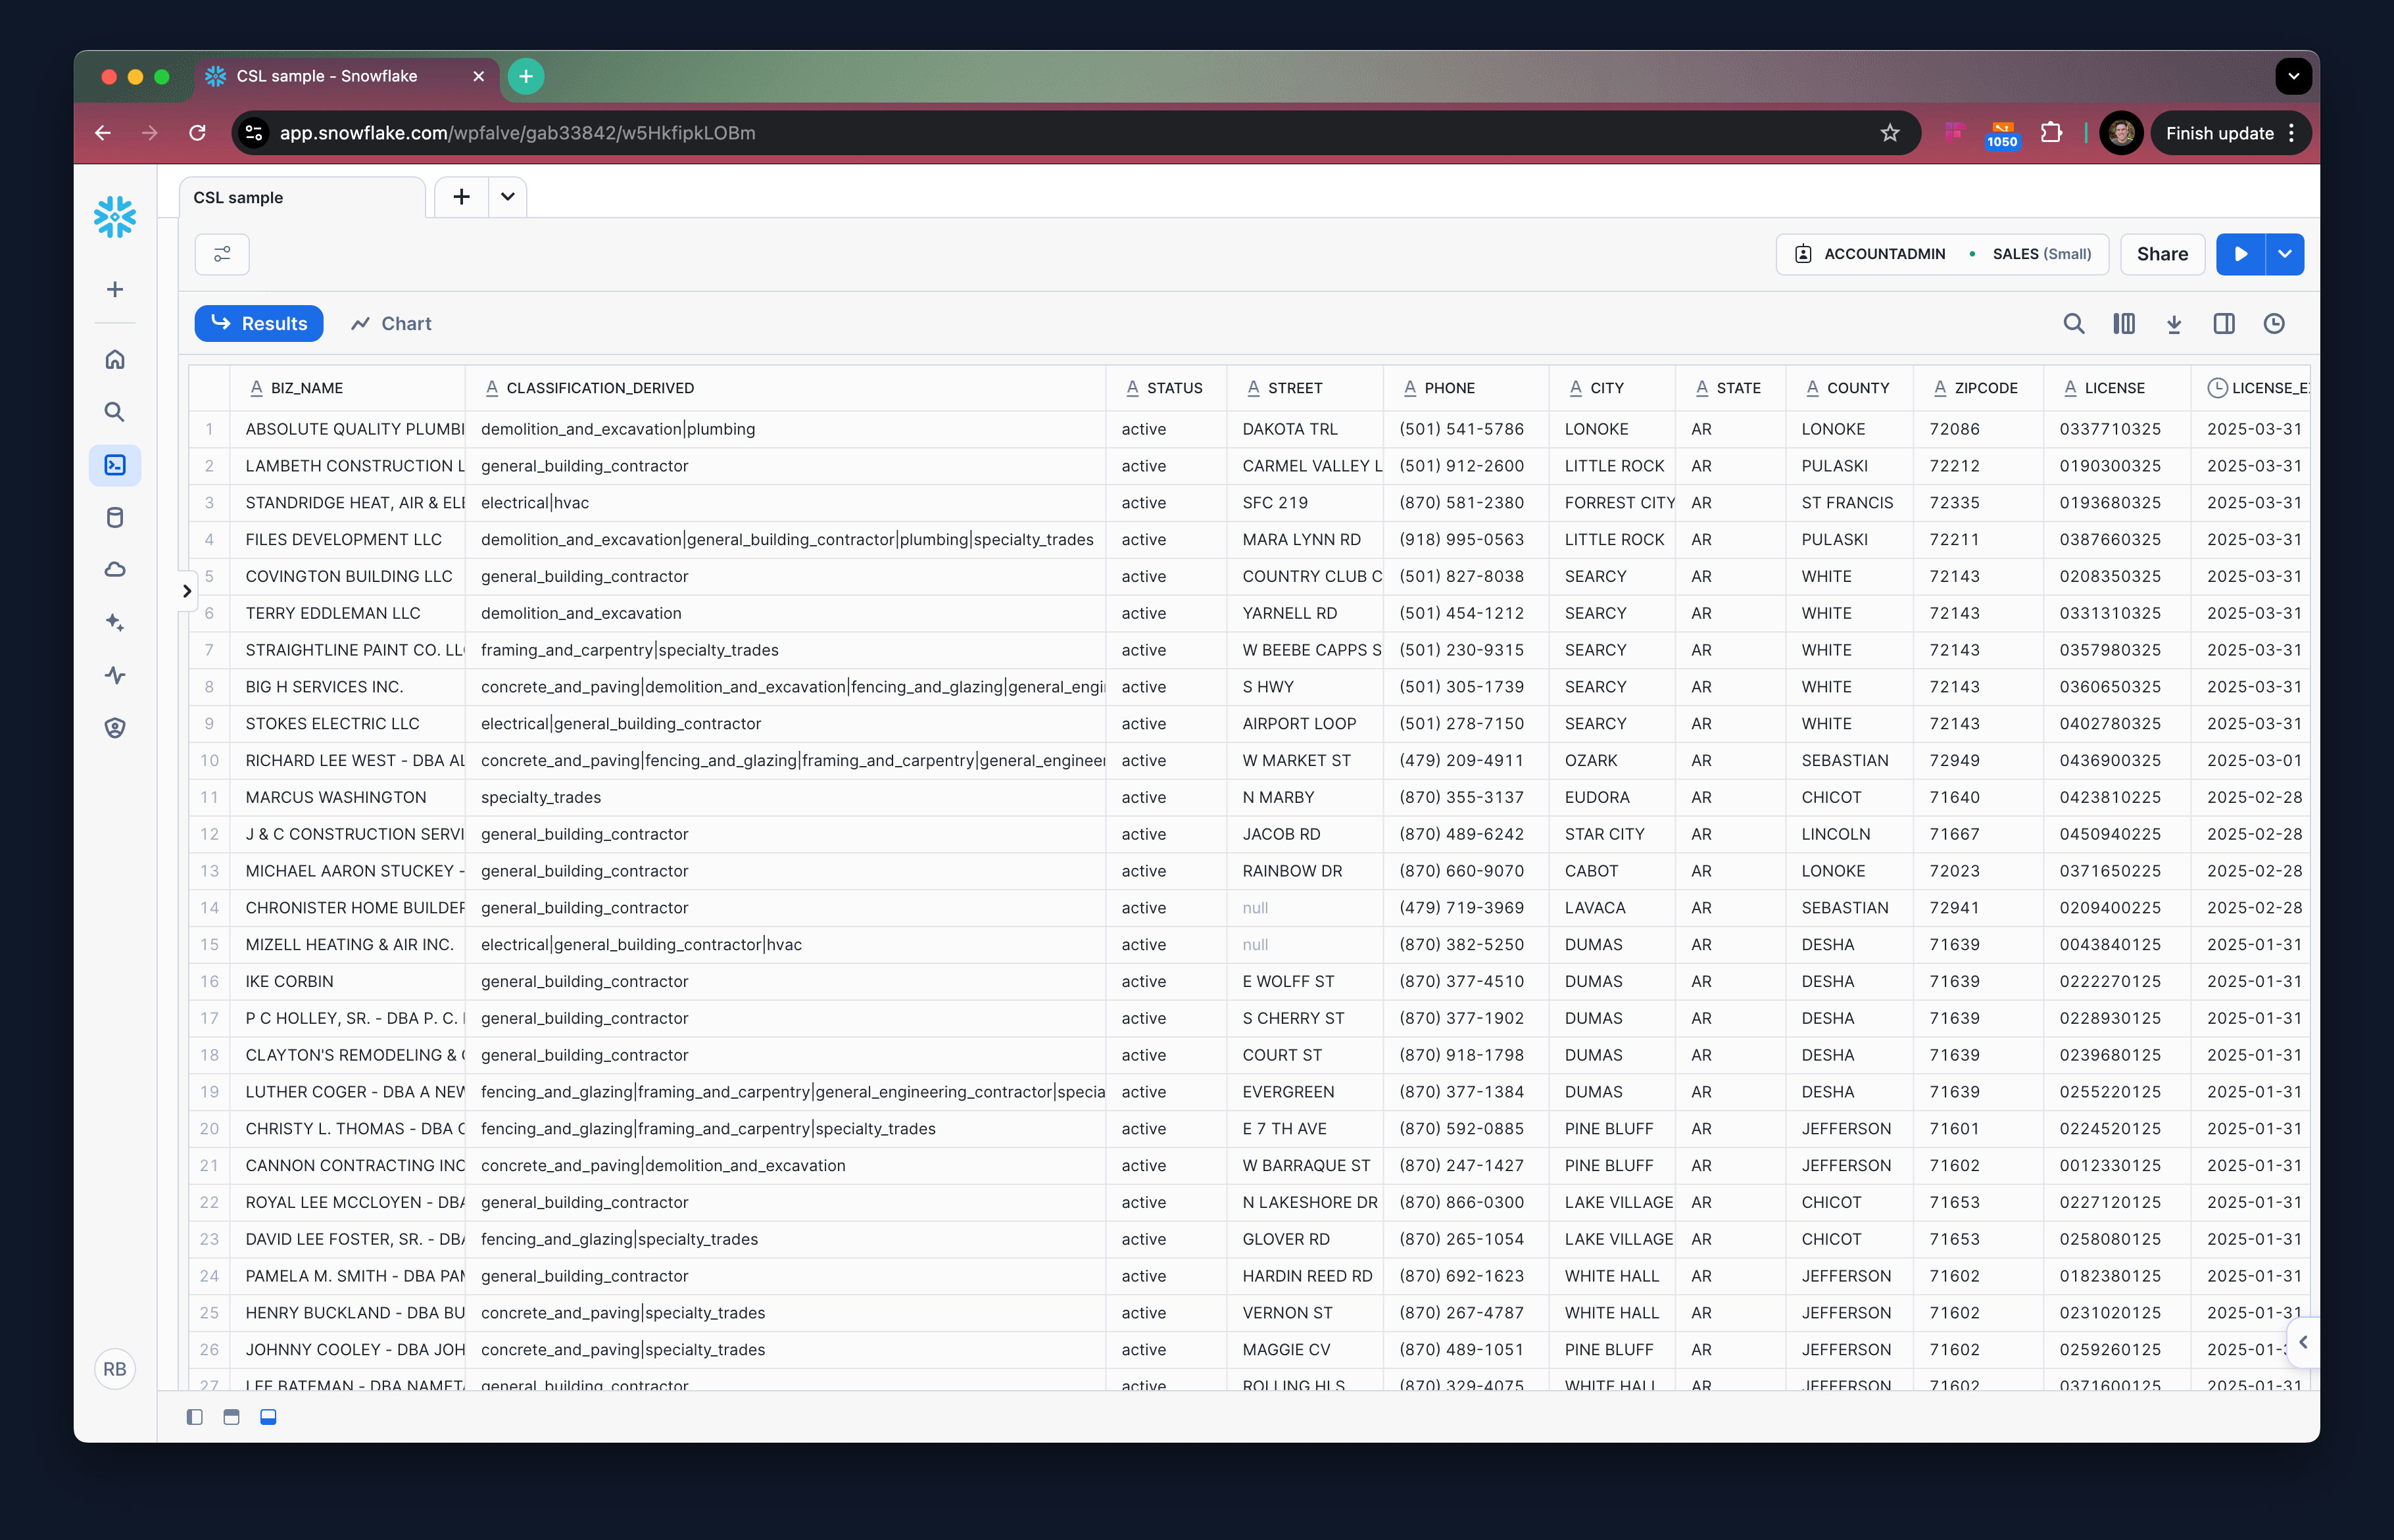 CSL sample - Snowflake
app.snowflake.com/wpfalve/gab33842/w5HkfipkLOBm
1050
Finish update
CSL sample
ACCOUNTADMIN • SALES (Small)
Share
Results Chart
BIZ_NAME CLASSIFICATION_DERIVED STATUS STREET PHONE CITY STATE COUNTY ZIPCODE LICENSE LICENSE_E
1 ABSOLUTE QUALITY PLUMBI demolition_and_excavation|plumbing active DAKOTA TRL (501) 541-5786 LONOKE AR LONOKE 72086 0337710325 2025-03-31
2 LAMBETH CONSTRUCTION L general_building_contractor active CARMEL VALLEY L (501) 912-2600 LITTLE ROCK AR PULASKI 72212 0190300325 2025-03-31
3 STANDRIDGE HEAT, AIR & ELE electrical|hvac active SFC 219 (870) 581-2380 FORREST CITY AR ST FRANCIS 72335 0193680325 2025-03-31
4 FILES DEVELOPMENT LLC demolition_and_excavation|general_building_contractor|plumbing|specialty_trades active MARA LYNN RD (918) 995-0563 LITTLE ROCK AR PULASKI 72211 0387660325 2025-03-31
5 COVINGTON BUILDING LLC general_building_contractor active COUNTRY CLUB C (501) 827-8038 SEARCY AR WHITE 72143 0208350325 2025-03-31
6 TERRY EDDLEMAN LLC demolition_and_excavation active YARNELL RD (501) 454-1212 SEARCY AR WHITE 72143 0331310325 2025-03-31
7 STRAIGHTLINE PAINT CO. LL framing_and_carpentry|specialty_trades active W BEEBE CAPPS S (501) 230-9315 SEARCY AR WHITE 72143 0357980325 2025-03-31
8 BIG H SERVICES INC. concrete_and_paving|demolition_and_excavation|fencing_and_glazing|general_engi active S HWY (501) 305-1739 SEARCY AR WHITE 72143 0360650325 2025-03-31
9 STOKES ELECTRIC LLC electrical|general_building_contractor active AIRPORT LOOP (501) 278-7150 SEARCY AR WHITE 72143 0402780325 2025-03-31
10 RICHARD LEE WEST - DBA AL concrete_and_paving|fencing_and_glazing|framing_and_carpentry|general_engineer active W MARKET ST (479) 209-4911 OZARK AR SEBASTIAN 72949 0436900325 2025-03-01
11 MARCUS WASHINGTON specialty_trades active N MARBY (870) 355-3137 EUDORA AR CHICOT 71640 0423810225 2025-02-28
12 J & C CONSTRUCTION SERVI general_building_contractor active JACOB RD (870) 489-6242 STAR CITY AR LINCOLN 71667 0450940225 2025-02-28
13 MICHAEL AARON STUCKEY - general_building_contractor active RAINBOW DR (870) 660-9070 CABOT AR LONOKE 72023 0371650225 2025-02-28
14 CHRONISTER HOME BUILDER general_building_contractor active null (479) 719-3969 LAVACA AR SEBASTIAN 72941 0209400225 2025-02-28
15 MIZELL HEATING & AIR INC. electrical|general_building_contractor|hvac active null (870) 382-5250 DUMAS AR DESHA 71639 0043840125 2025-01-31
16 IKE CORBIN general_building_contractor active E WOLFF ST (870) 377-4510 DUMAS AR DESHA 71639 0222270125 2025-01-31
17 P C HOLLEY, SR. - DBA P. C. general_building_contractor active S CHERRY ST (870) 377-1902 DUMAS AR DESHA 71639 0228930125 2025-01-31
18 CLAYTON'S REMODELING & general_building_contractor active COURT ST (870) 918-1798 DUMAS AR DESHA 71639 0239680125 2025-01-31
19 LUTHER COGER - DBA A NEW fencing_and_glazing|framing_and_carpentry|general_engineering_contractor|specia active EVERGREEN (870) 377-1384 DUMAS AR DESHA 71639 0255220125 2025-01-31
20 CHRISTY L. THOMAS - DBA C fencing_and_glazing|framing_and_carpentry|specialty_trades active E 7 TH AVE (870) 592-0885 PINE BLUFF AR JEFFERSON 71601 0224520125 2025-01-31
21 CANNON CONTRACTING INC concrete_and_paving|demolition_and_excavation active W BARRAQUE ST (870) 247-1427 PINE BLUFF AR JEFFERSON 71602 0012330125 2025-01-31
22 ROYAL LEE MCCLOYEN - DBA general_building_contractor active N LAKESHORE DR (870) 866-0300 LAKE VILLAGE AR CHICOT 71653 0227120125 2025-01-31
23 DAVID LEE FOSTER, SR. - DBA fencing_and_glazing|specialty_trades active GLOVER RD (870) 265-1054 LAKE VILLAGE AR CHICOT 71653 0258080125 2025-01-31
24 PAMELA M. SMITH - DBA PAM general_building_contractor active HARDIN REED RD (870) 692-1623 WHITE HALL AR JEFFERSON 71602 0182380125 2025-01-31
25 HENRY BUCKLAND - DBA BU concrete_and_paving|specialty_trades active VERNON ST (870) 267-4787 WHITE HALL AR JEFFERSON 71602 0231020125 2025-01-31
26 JOHNNY COOLEY - DBA JOH concrete_and_paving|specialty_trades active MAGGIE CV (870) 489-1051 PINE BLUFF AR JEFFERSON 71602 0259260125 2025-01-
27 LEE BATEMAN - DBA NAMETA general_building_contractor active ROLLING HLS (870) 329-4075 WHITE HALL AR JEFFERSON 71602 0371600125 2025-01-31
RB